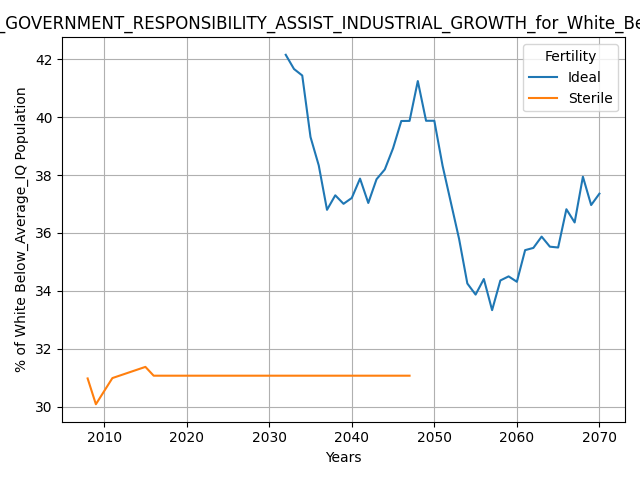 _GOVERNMENT_RESPONSIBILITY_ASSIST_INDUSTRIAL_GROWTH_for_White_Be
Fertility
Ideal
Sterile
% of White Below_Average_IQ Population
42
40
38
36
34
32
30
2010
2020
2030
2040
2050
2060
2070
Years